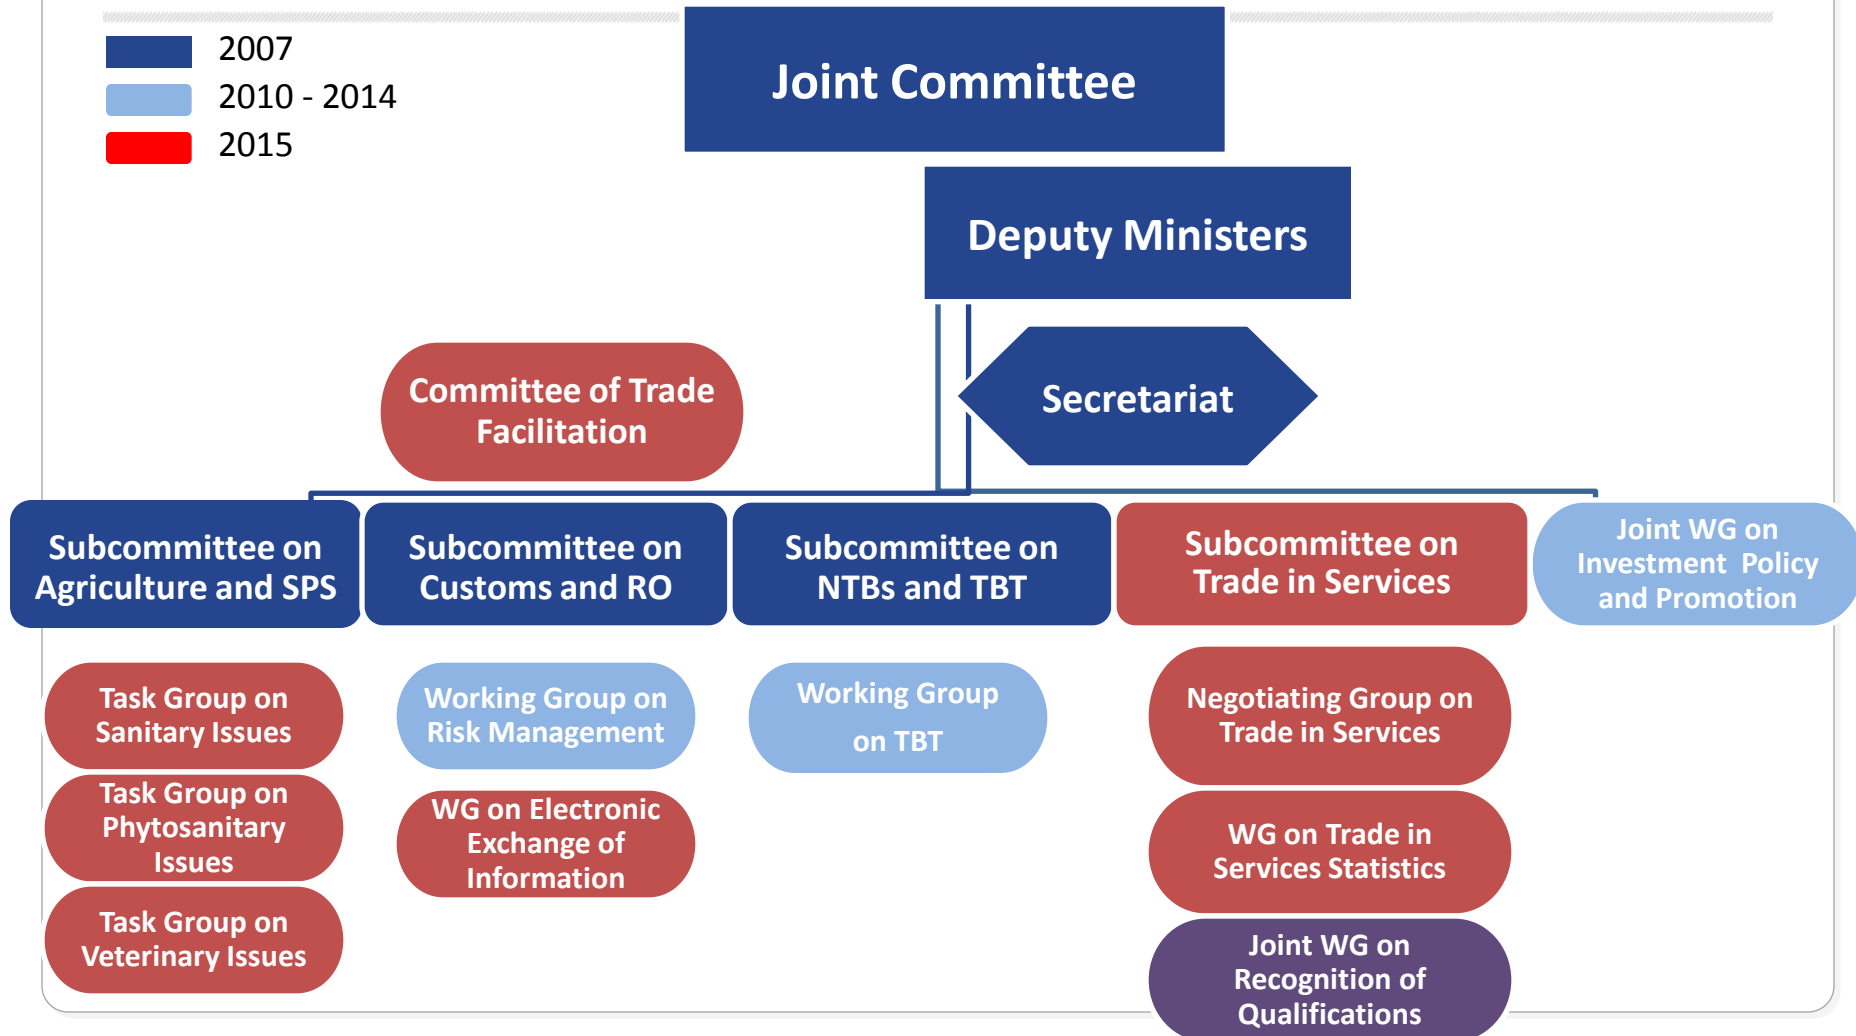 2007
2010 - 2014
2015
Joint Committee
Deputy Ministers
Secretariat
Committee of Trade
Facilitation
Subcommittee on
Agriculture and SPS
Subcommittee on
Customs and RO
Subcommittee on
NTBs and TBT
Subcommittee on
Trade in Services
Joint WG on
Investment Policy
and Promotion
Task Group on
Sanitary Issues
Task Group on
Phytosanitary
Issues
Task Group on
Veterinary Issues
Working Group on
Risk Management
WG on Electronic
Exchange of
Information
Working Group
on TBT
Negotiating Group on
Trade in Services
WG on Trade in
Services Statistics
Joint WG on
Recognition of
Qualifications